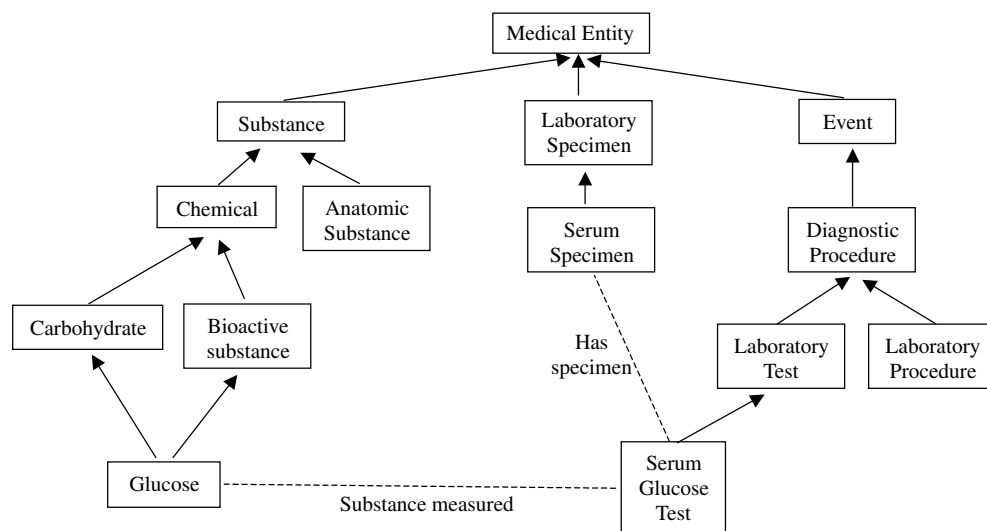 Medical Entity
Substance
Laboratory
Specimen
Event
Chemical
Anatomic
Substance
Serum
Specimen
Diagnostic
Procedure
Carbohydrate
Bioactive
substance
Has
specimen
Laboratory
Test
Laboratory
Procedure
Glucose
Substance measured
Serum
Glucose
Test